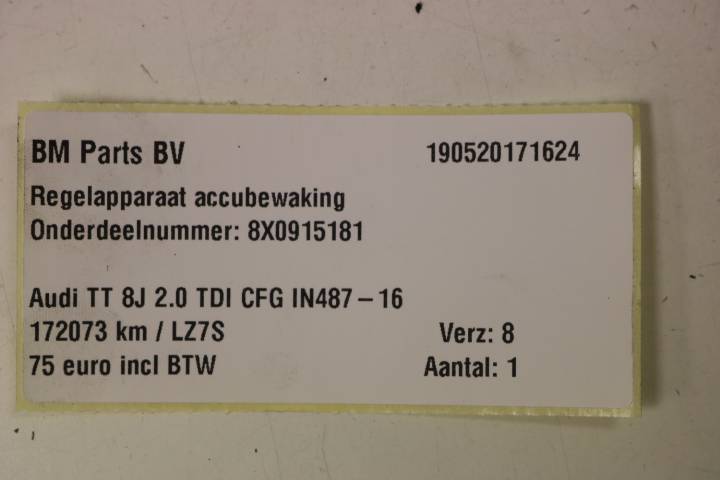 BM Parts BV 190520171624
Regelapparaat accubewaking
Onderdeelnummer: 8X0915181
Audi TT 8J 2.0 TDI CFG IN487-16
172073 km / LZ7S Verz: 8
75 euro incl BTW Aantal: 1